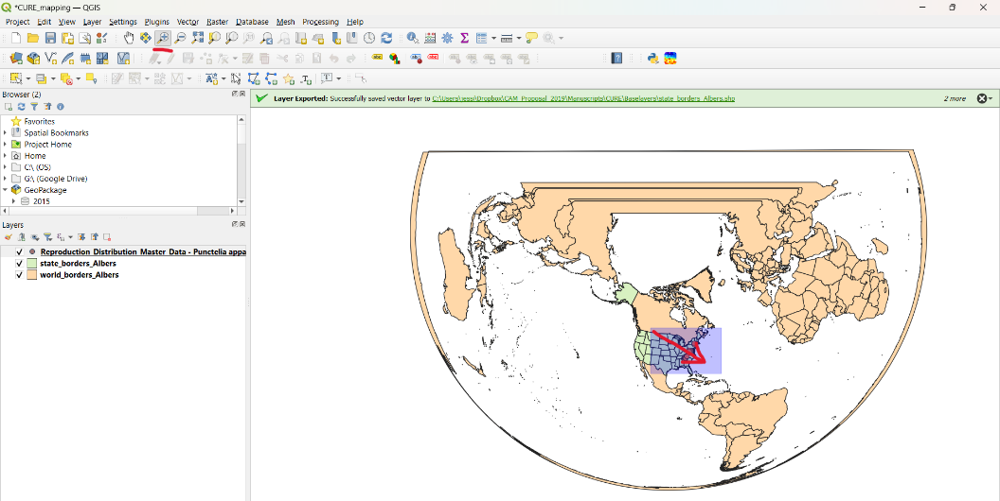 *CURE_mapping — QGIS
Project Edit View Layer Settings Plugins Vector Raster Database Mesh Processing Help
Browser (2)
Layer Exported: Successfully saved vector layer to C:\Users\jessi\Dropbox\CAM_Proposal_2019\Manuscripts\CURE\Baselayers\state_borders_Albers.shp 2 more
Favorites
Spatial Bookmarks
Project Home
Home
C:\ (OS)
G:\ (Google Drive)
GeoPackage
2015
Layers
Reproduction_Distribution_Master_Data - Punctelia appa
state_borders_Albers
world_borders_Albers